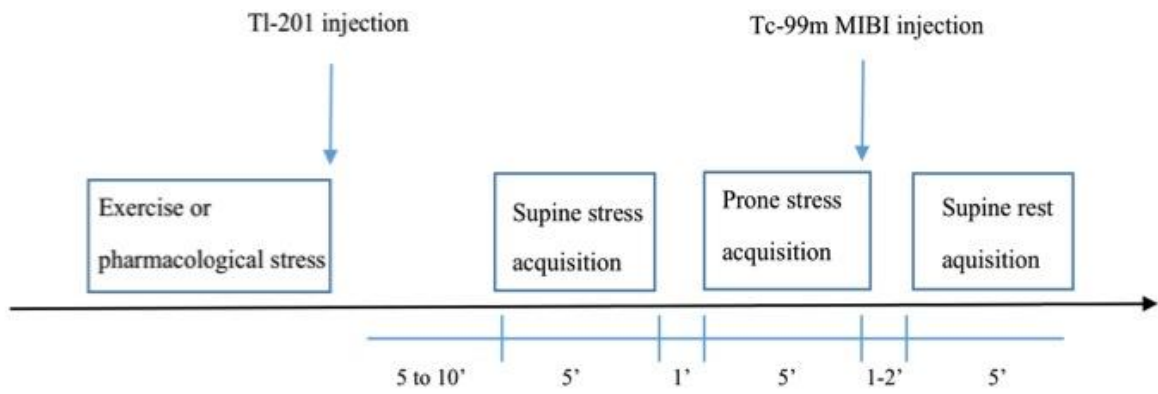 Tl-201 injection
Tc-99m MIBI injection
Exercise or
pharmacological stress
Supine stress
acquisition
Prone stress
acquisition
Supine rest
aquisition
5 to 10’
5’
1’
5’
1-2’
5’